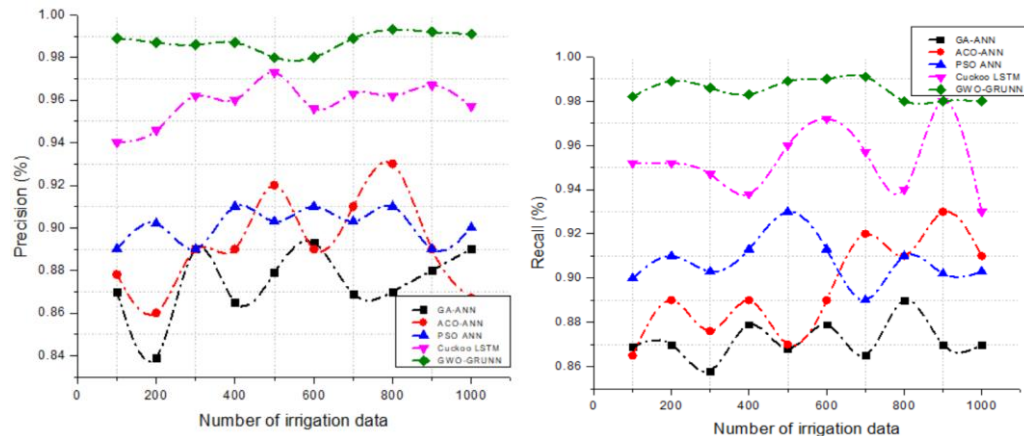 1.00
0.98
0.96
0.94
0.92
0.90
0.88
0.86
0.84
Precision (%)
0
200
400
600
800
1000
Number of irrigation data
GA-ANN
ACO-ANN
PSO ANN
Cuckoo LSTM
GWO-GRUNN
1.00
0.98
0.96
0.94
0.92
0.90
0.88
0.86
Recall (%)
0
200
400
600
800
1000
Number of irrigation data
GA-ANN
ACO-ANN
PSO ANN
Cuckoo LSTM
GWO-GRUNN